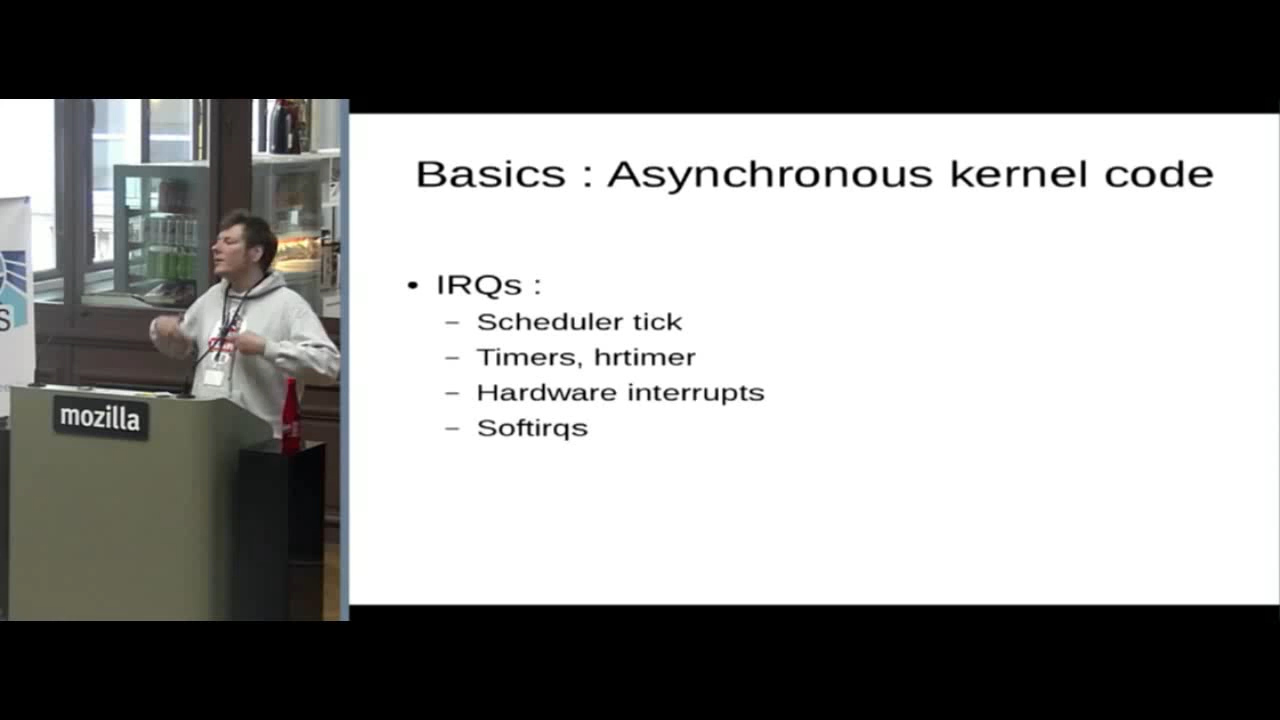 Basics : Asynchronous kernel code
• IRQs :
– Scheduler tick
– Timers, hrtimer
– Hardware interrupts
– Softirqs
mozilla
S